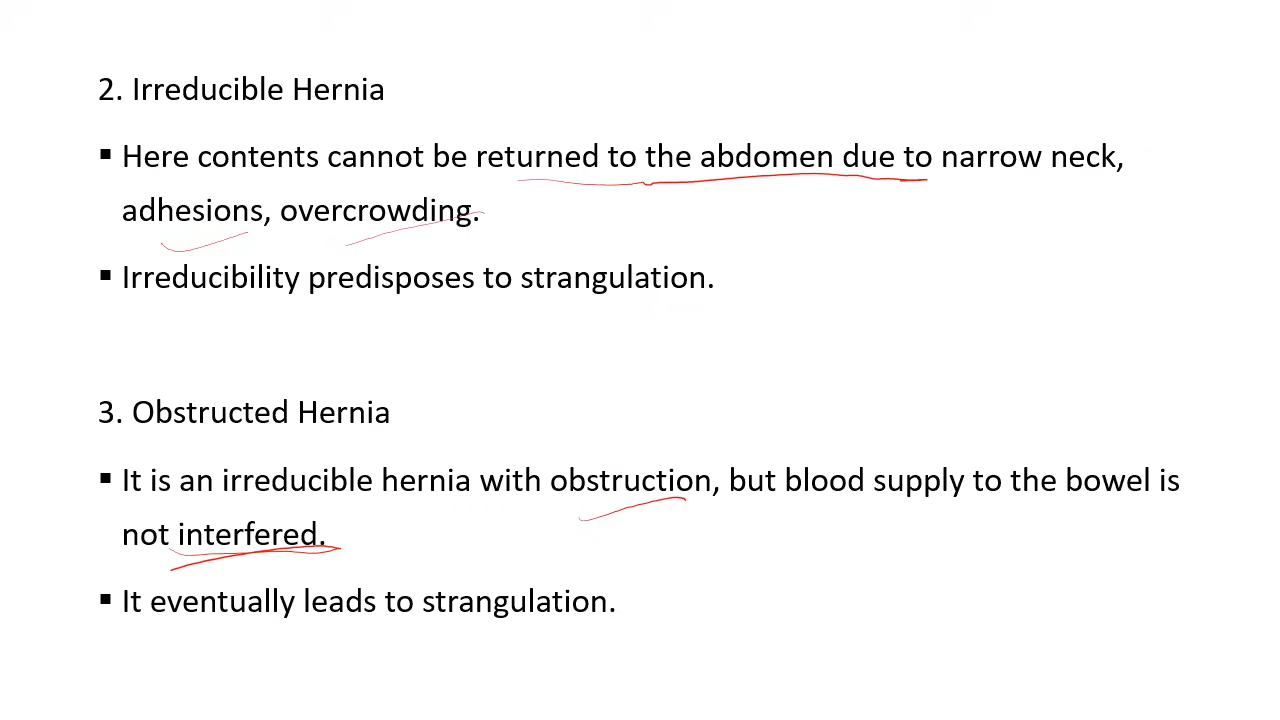 2. Irreducible Hernia
▪ Here contents cannot be returned to the abdomen due to narrow neck,
adhesions, overcrowding.
▪ Irreducibility predisposes to strangulation.
3. Obstructed Hernia
▪ It is an irreducible hernia with obstruction, but blood supply to the bowel is
not interfered.
▪ It eventually leads to strangulation.